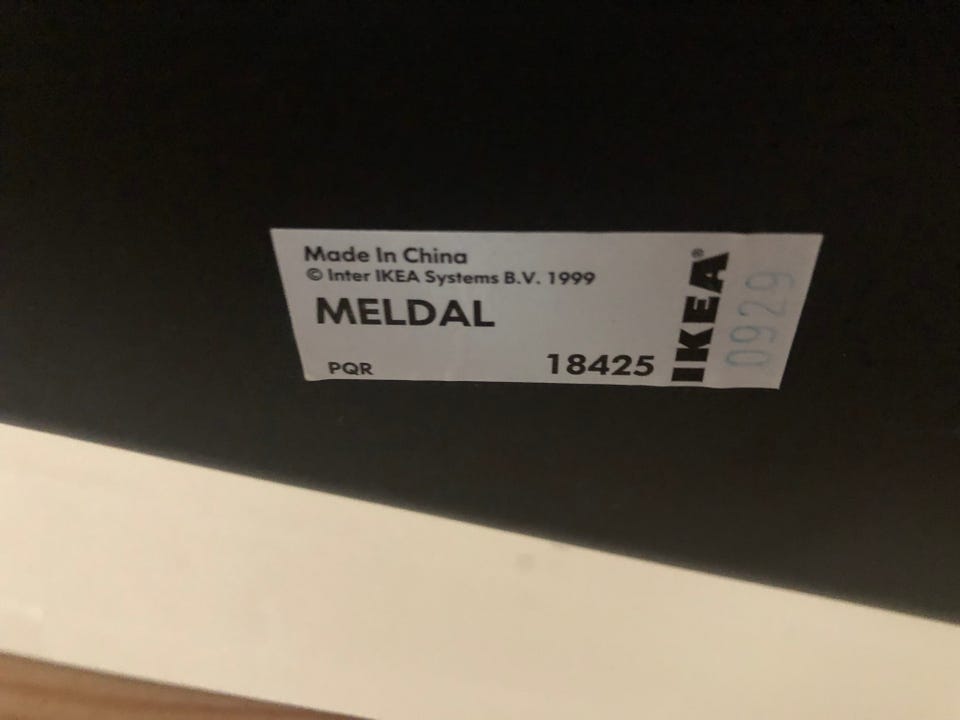 Made In China
© Inter IKEA Systems B.V. 1999
MELDAL
PQR 18425
IKEA®
0929